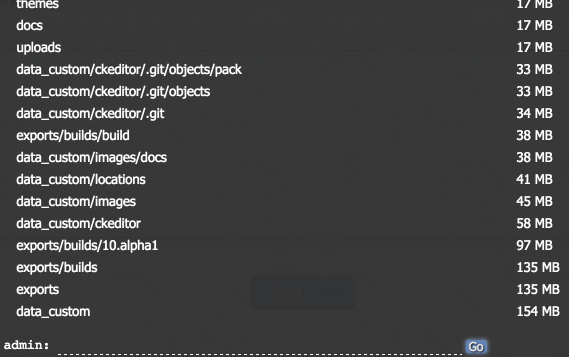 themes 17 MB
docs 17 MB
uploads 17 MB
data_custom/ckeditor/.git/objects/pack 33 MB
data_custom/ckeditor/.git/objects 33 MB
data_custom/ckeditor/.git 34 MB
exports/builds/build 38 MB
data_custom/images/docs 38 MB
data_custom/locations 41 MB
data_custom/images 45 MB
data_custom/ckeditor 58 MB
exports/builds/10.alpha1 97 MB
exports/builds 135 MB
exports 135 MB
data_custom 154 MB
admin: Go